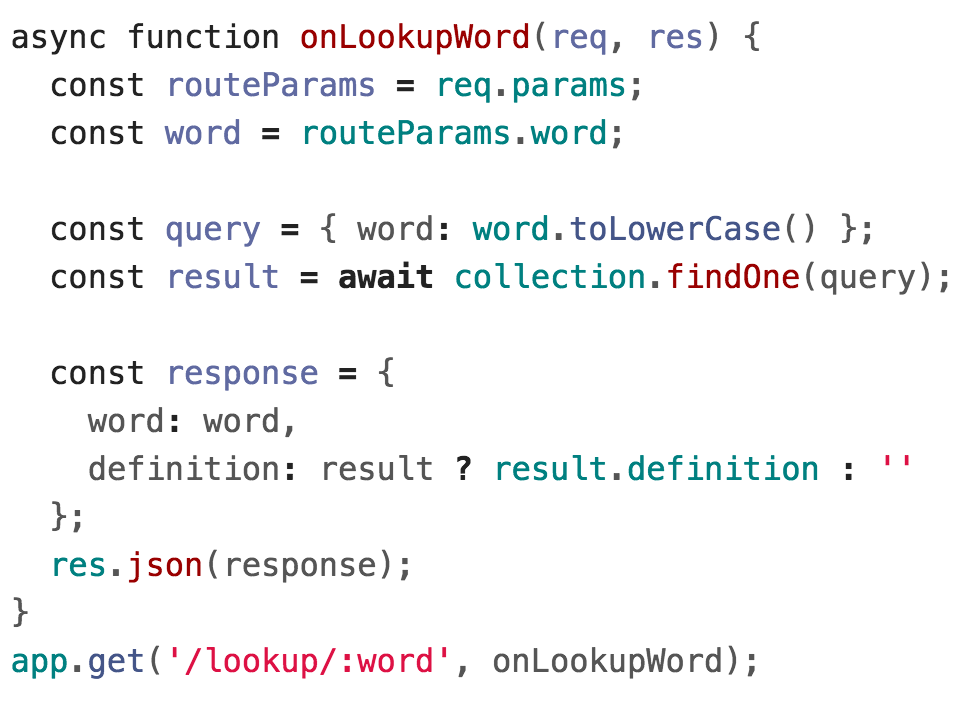 async function onLookupWord(req, res) {
  const routeParams = req.params;
  const word = routeParams.word;

  const query = { word: word.toLowerCase() };
  const result = await collection.findOne(query);

  const response = {
    word: word,
    definition: result ? result.definition : ''
  };
  res.json(response);
}
app.get('/lookup/:word', onLookupWord);